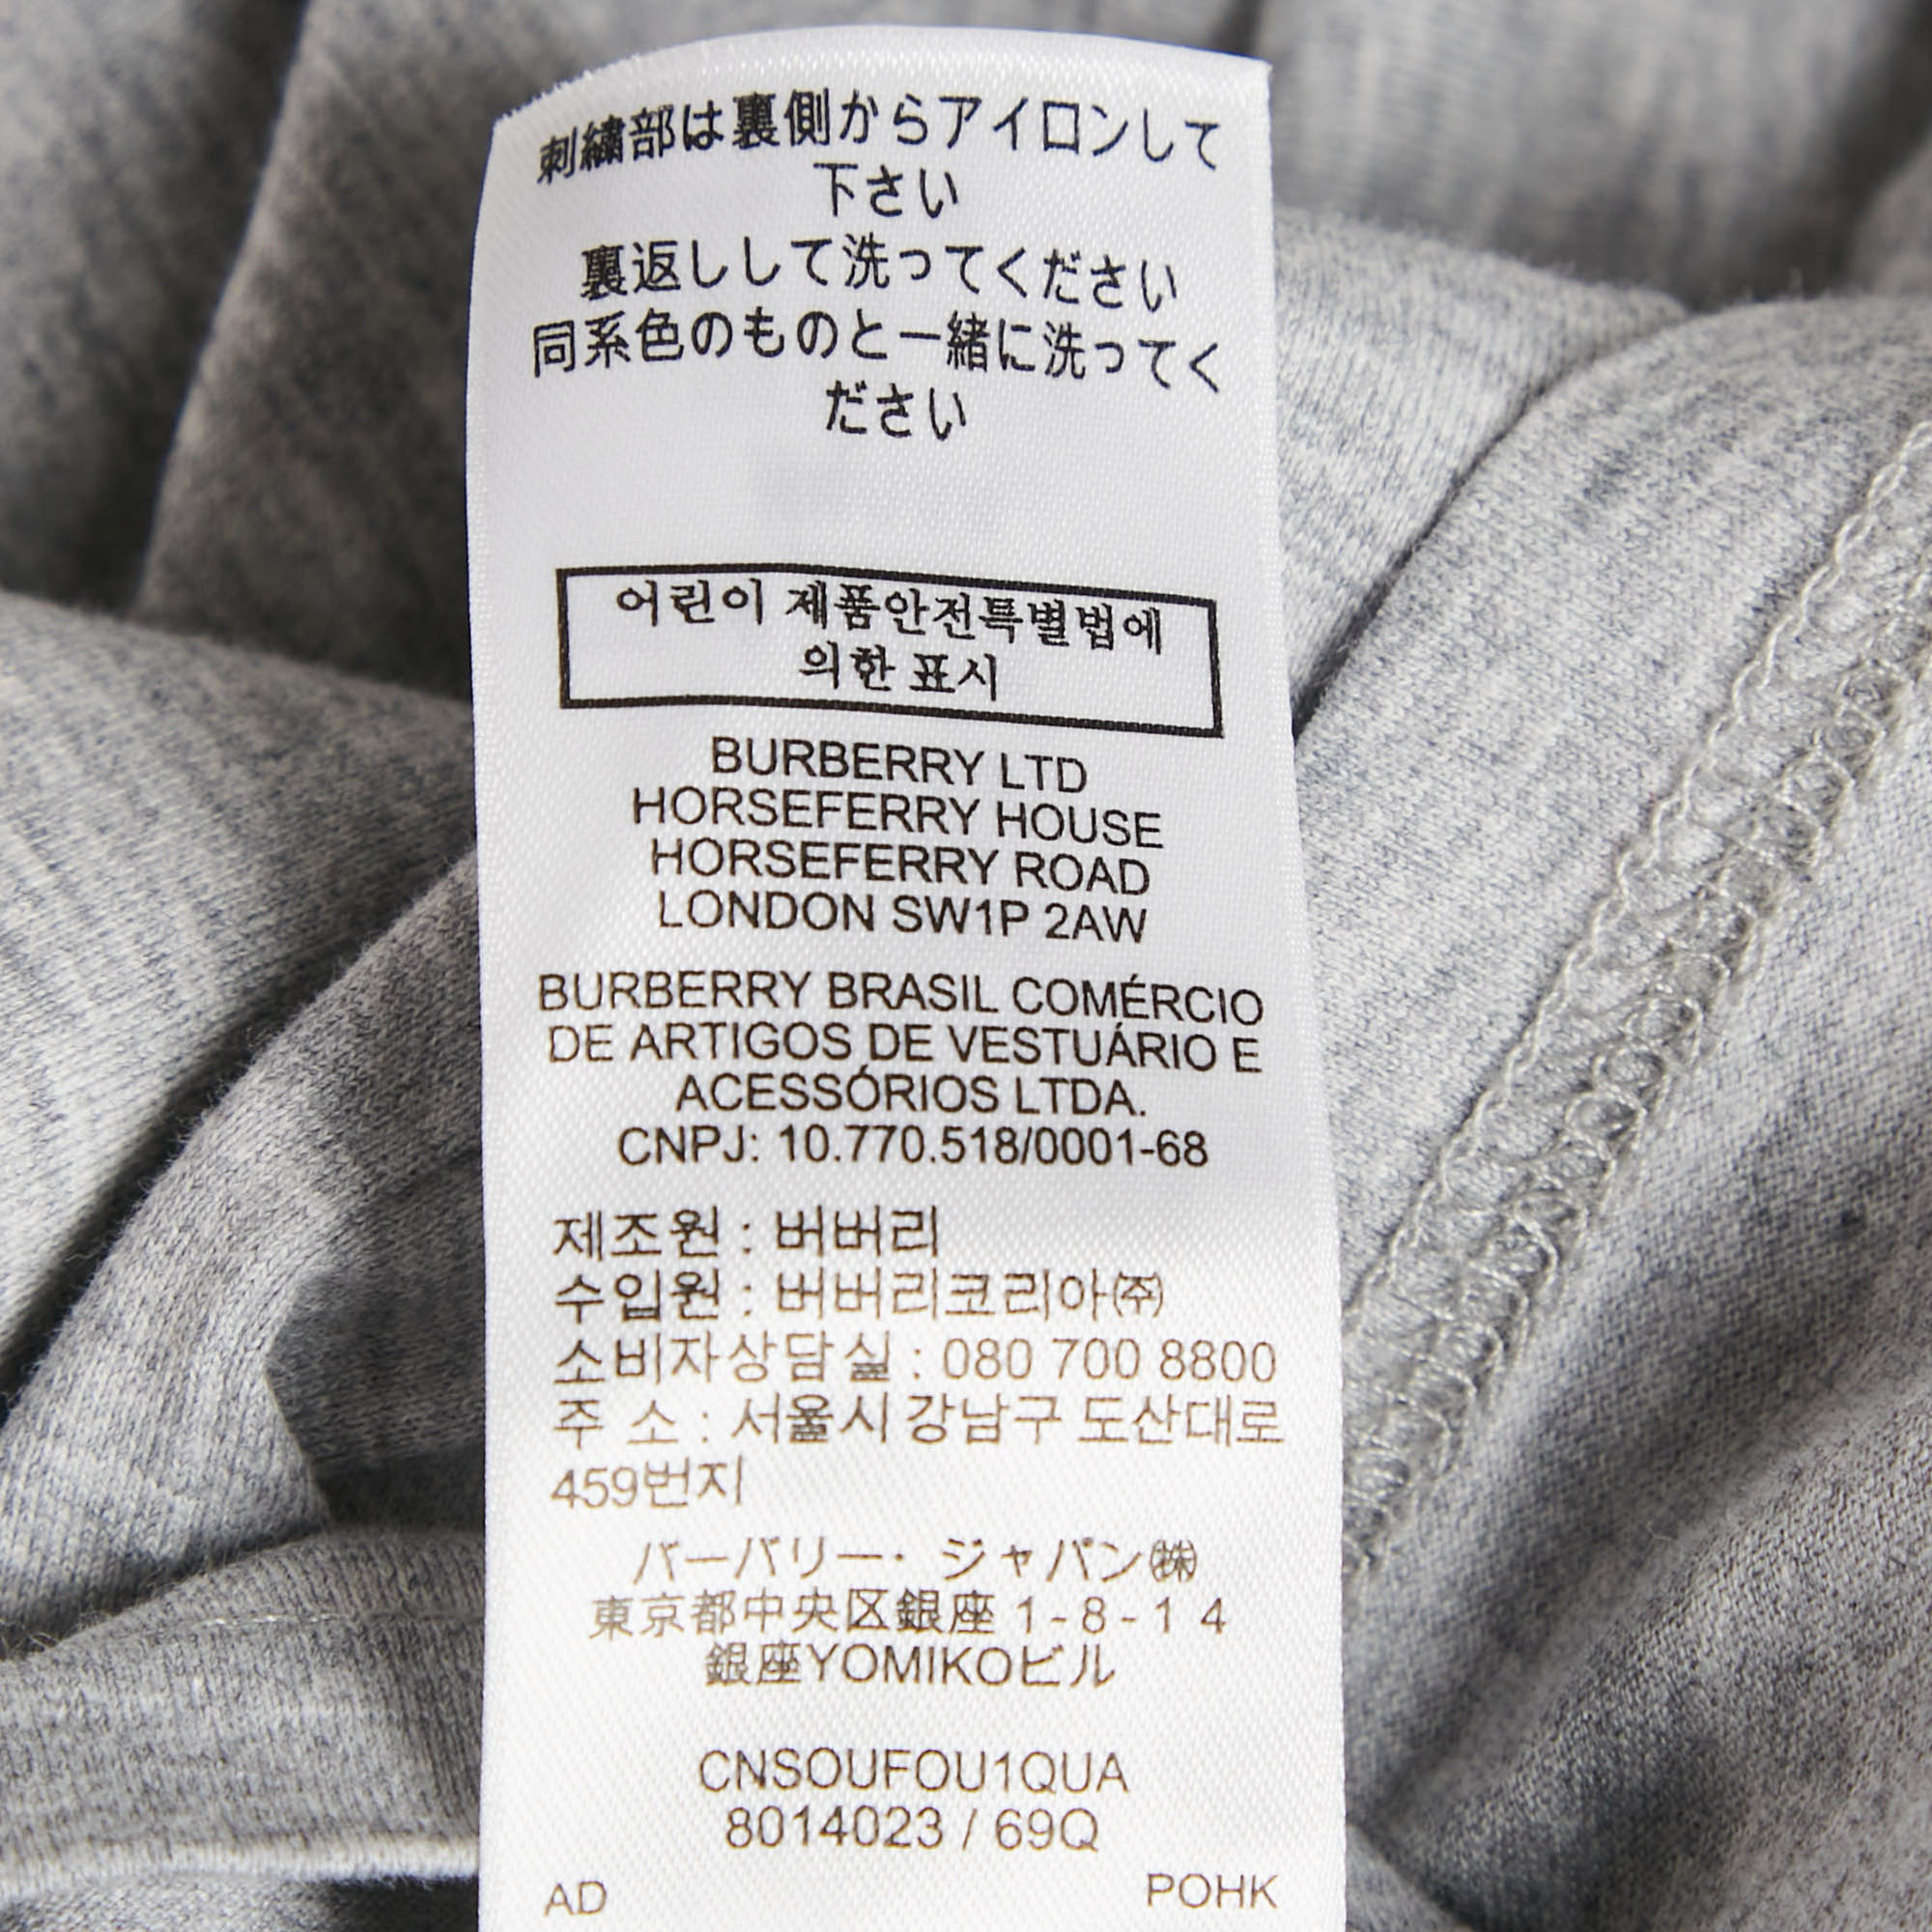 刺繍部は裏側からアイロンして
下さい
裏返しして洗ってください
同系色のものと一緒に洗ってく
ださい
어린이 제품안전특별법에
의한 표시
BURBERRY LTD
HORSEFERRY HOUSE
HORSEFERRY ROAD
LONDON SW1P 2AW
BURBERRY BRASIL COMÉRCIO
DE ARTIGOS DE VESTUÁRIO E
ACESSÓRIOS LTDA.
CNPJ: 10.770.518/0001-68
제조원 : 버버리
수입원 : 버버리코리아㈜
소비자상담실 : 080 700 8800
주 소 : 서울시 강남구 도산대로
459번지
バーバリー・ジャパン㈱
東京都中央区銀座 1-8-1 4
銀座YOMIKOビル
CNSOUFOU1QUA
8014023 / 69Q
AD POHK